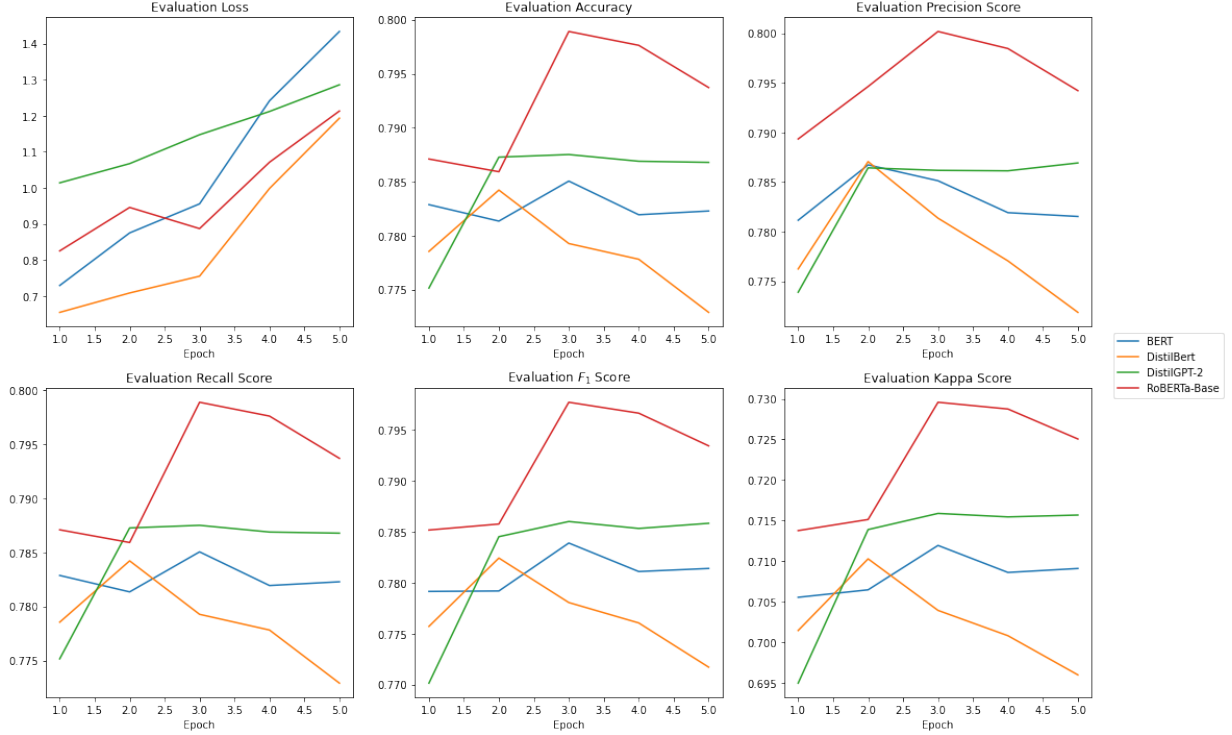 Evaluation Loss
1.4
1.3
1.2
1.1
1.0
0.9
0.8
0.7
1.0 1.5 2.0 2.5 3.0 3.5 4.0 4.5 5.0
Epoch
Evaluation Accuracy
0.800
0.795
0.790
0.785
0.780
0.775
1.0 1.5 2.0 2.5 3.0 3.5 4.0 4.5 5.0
Epoch
Evaluation Precision Score
0.800
0.795
0.790
0.785
0.780
0.775
1.0 1.5 2.0 2.5 3.0 3.5 4.0 4.5 5.0
Epoch
BERT
DistilBert
DistilGPT-2
RoBERTa-Base
Evaluation Recall Score
0.800
0.795
0.790
0.785
0.780
0.775
1.0 1.5 2.0 2.5 3.0 3.5 4.0 4.5 5.0
Epoch
Evaluation F1 Score
0.795
0.790
0.785
0.780
0.775
0.770
1.0 1.5 2.0 2.5 3.0 3.5 4.0 4.5 5.0
Epoch
Evaluation Kappa Score
0.730
0.725
0.720
0.715
0.710
0.705
0.700
0.695
1.0 1.5 2.0 2.5 3.0 3.5 4.0 4.5 5.0
Epoch